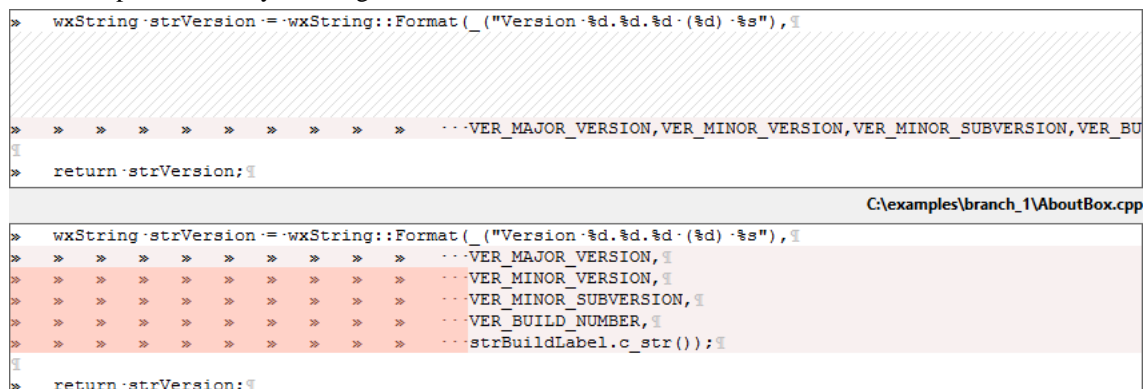 »	wxString·strVersion·=·wxString::Format(_("Version·%d.%d.%d·(%d)·%s"),¶
» » » » » » » » » » ···VER_MAJOR_VERSION,VER_MINOR_VERSION,VER_MINOR_SUBVERSION,VER_BU
¶
»	return·strVersion;¶
C:\examples\branch_1\AboutBox.cpp
»	wxString·strVersion·=·wxString::Format(_("Version·%d.%d.%d·(%d)·%s"),¶
» » » » » » » » » » ···VER_MAJOR_VERSION,¶
» » » » » » » » » » ···VER_MINOR_VERSION,¶
» » » » » » » » » » ···VER_MINOR_SUBVERSION,¶
» » » » » » » » » » ···VER_BUILD_NUMBER,¶
» » » » » » » » » » ···strBuildLabel.c_str());¶
¶
»	return·strVersion;¶